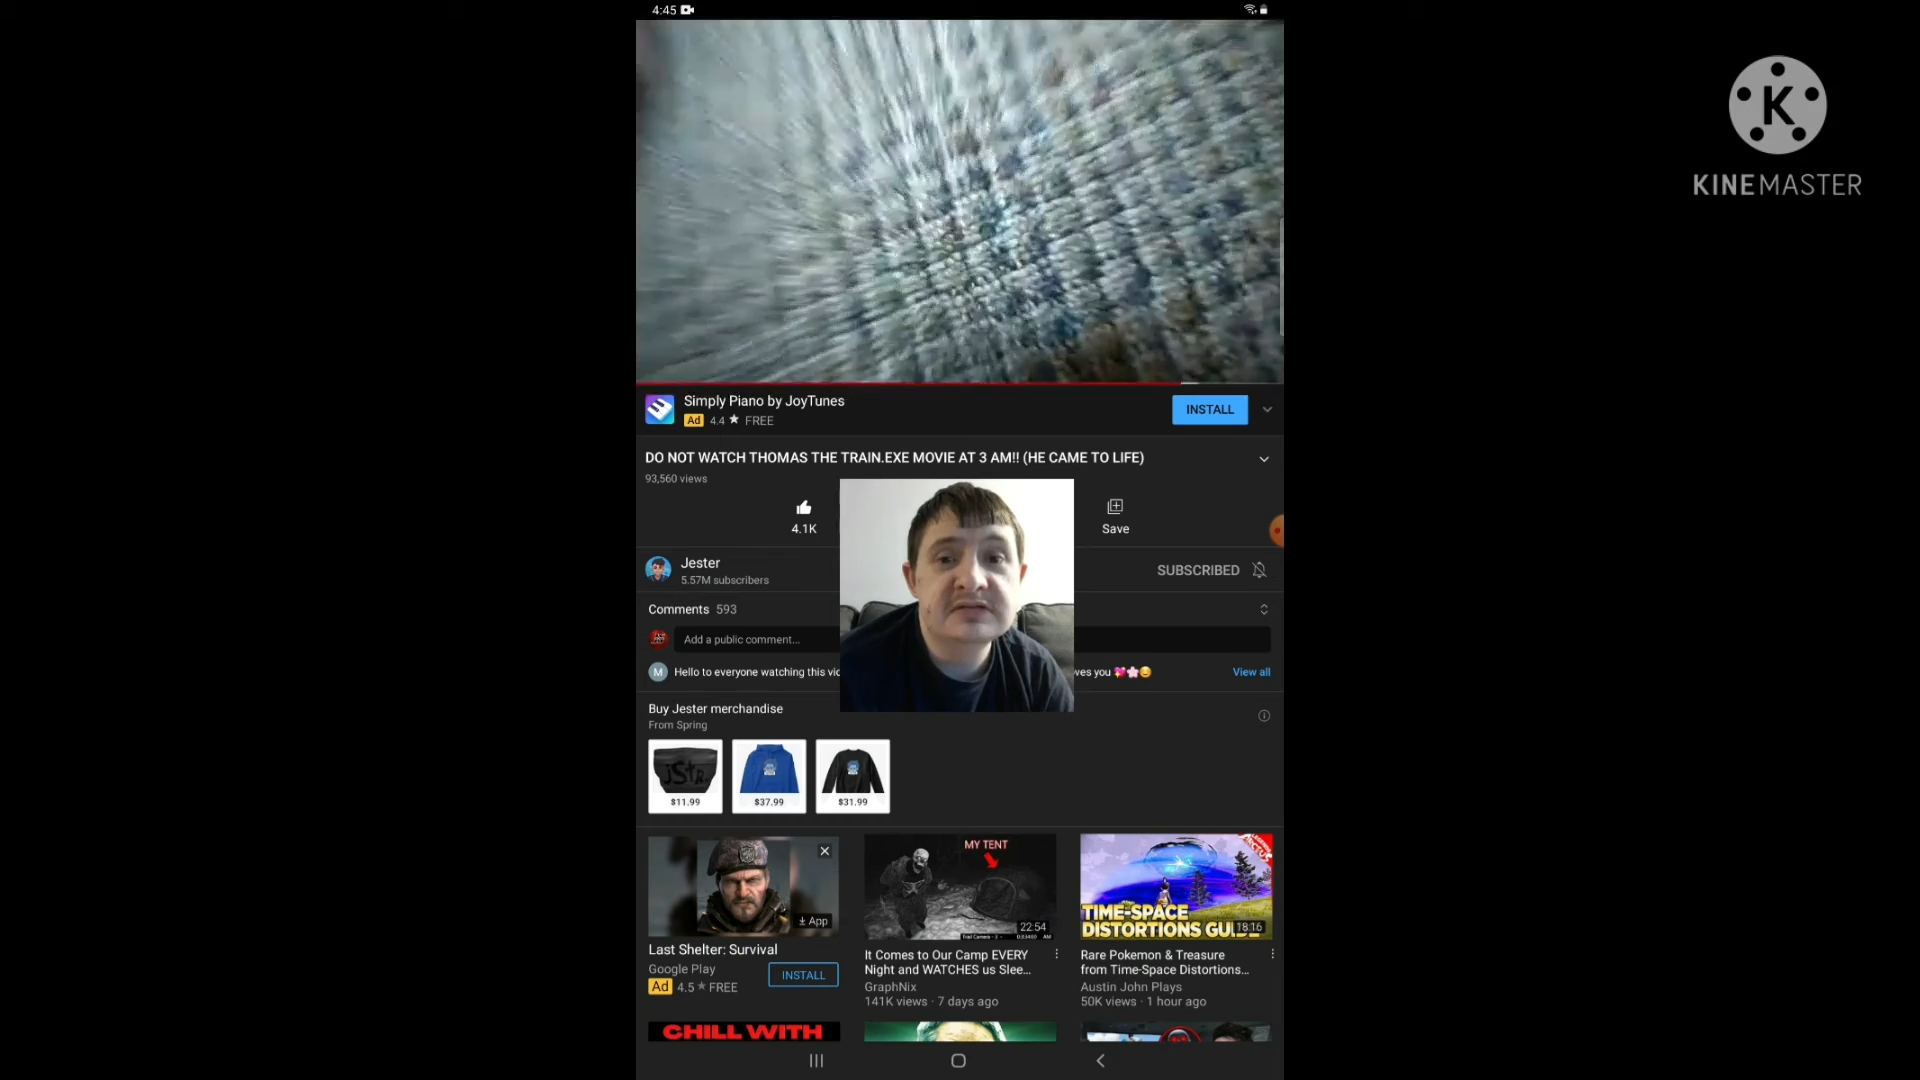 4:45
KINEMASTER
Simply Piano by JoyTunes
Ad 4.4 ★ FREE
INSTALL
DO NOT WATCH THOMAS THE TRAIN.EXE MOVIE AT 3 AM!! (HE CAME TO LIFE)
93,560 views
4.1K
Save
Jester
5.57M subscribers
SUBSCRIBED
Comments 593
Add a public comment...
M
Hello to everyone watching this
you 💖🌸😊
View all
Buy Jester merchandise
From Spring
$11.99
$37.99
$31.99
App
Last Shelter: Survival
Google Play
Ad 4.5 ★ FREE
INSTALL
MY TENT
22:54
It Comes to Our Camp EVERY
Night and WATCHES us Slee...
GraphNix
141K views · 7 days ago
TIME-SPACE
DISTORTIONS
18:16
Rare Pokemon & Treasure
from Time-Space Distortions...
Austin John Plays
50K views · 1 hour ago
CHILL WITH